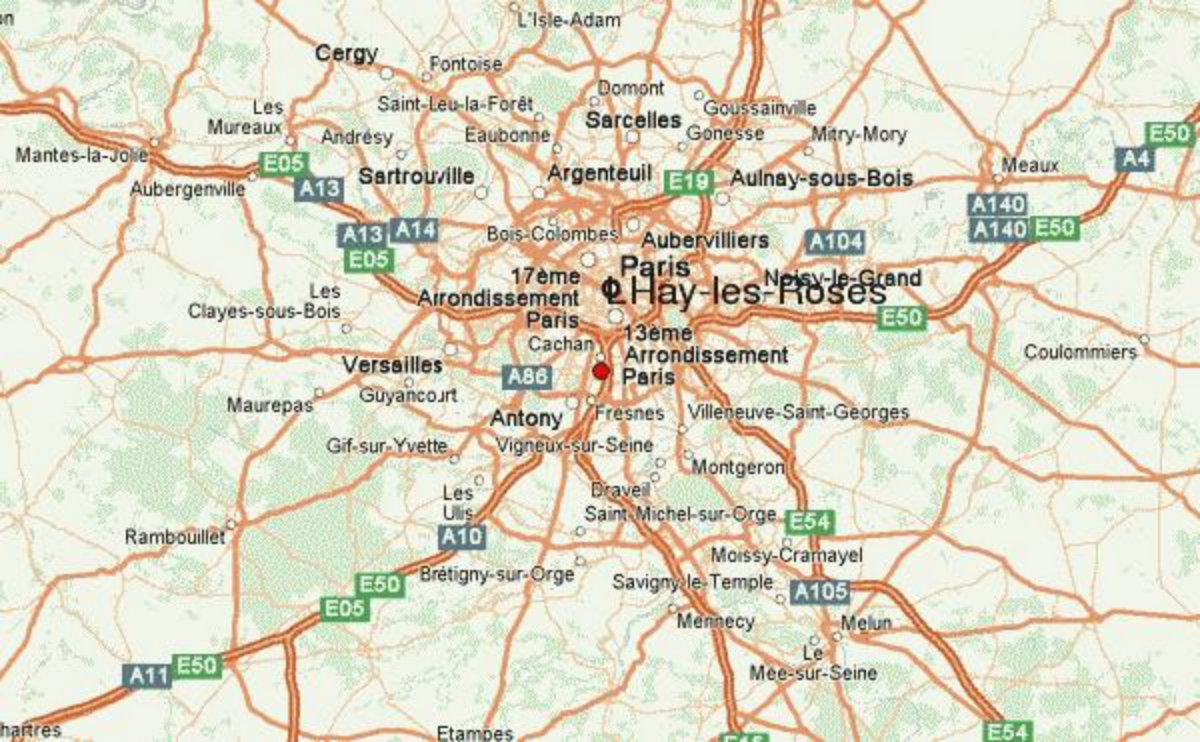 L'Isle-Adam
Cergy
Pontoise
Domont
Les
Mureaux
Saint-Leu-la-Forêt
Goussainville
Sarcelles
Andrésy
Eaubonne
Gonesse
Mitry-Mory
E50
A4
Mantes-la-Jolie
E05
Meaux
Aubergenville
A13
Sartrouville
Argenteuil
E19
Aulnay-sous-Bois
A140
A13
A14
Bois-Colombes
Aubervilliers
A104
A140
E50
E05
17ème
Arrondissement
Paris
Paris
Noisy-le-Grand
L'Hay-les-Roses
Les
Clayes-sous-Bois
E50
13ème
Arrondissement
Paris
Cachan
Coulommiers
Versailles
A86
Guyancourt
Maurepas
Antony
Fresnes
Villeneuve-Saint-Georges
Gif-sur-Yvette
Vigneux-sur-Seine
Montgeron
Les
Ulis
Draveil
Saint-Michel-sur-Orge
E54
Rambouillet
A10
Moissy-Cramayel
Brétigny-sur-Orge
Savigny-le-Temple
A105
E50
E05
Mennecy
Melun
Le
Mée-sur-Seine
A11
E50
hartres
Etampes
E54